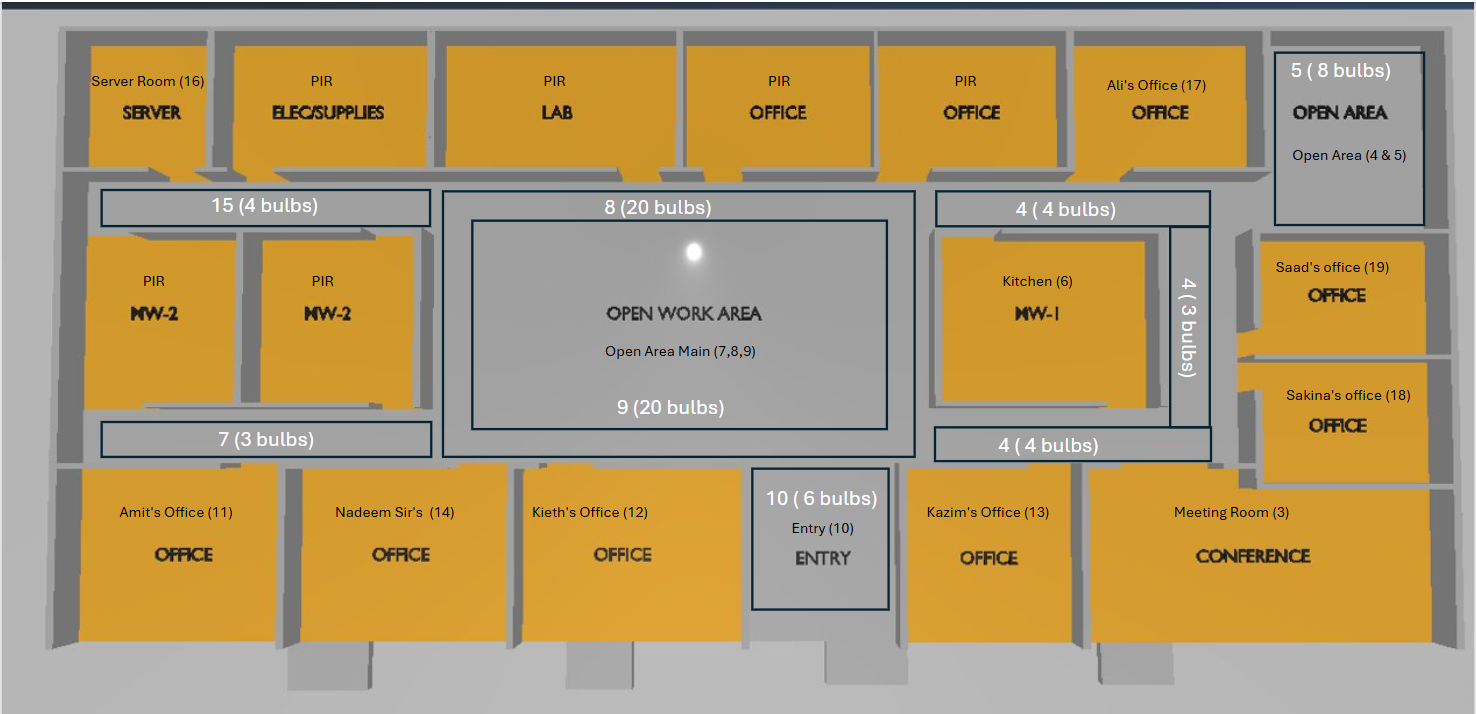 Server Room (16)
SERVER
PIR
ELEC/SUPPLIES
PIR
LAB
PIR
OFFICE
PIR
OFFICE
Ali's Office (17)
OFFICE
5 ( 8 bulbs)
OPEN AREA
Open Area (4 & 5)
15 (4 bulbs)
8 (20 bulbs)
4 ( 4 bulbs)
PIR
MW-2
PIR
MW-2
OPEN WORK AREA
Open Area Main (7,8,9)
9 (20 bulbs)
Kitchen (6)
MW-1
4 ( 3 bulbs)
Saad's office (19)
OFFICE
Sakina's office (18)
OFFICE
7 (3 bulbs)
4 ( 4 bulbs)
Amit's Office (11)
OFFICE
Nadeem Sir's (14)
OFFICE
Kieth's Office (12)
OFFICE
10 ( 6 bulbs)
Entry (10)
ENTRY
Kazim's Office (13)
OFFICE
Meeting Room (3)
CONFERENCE